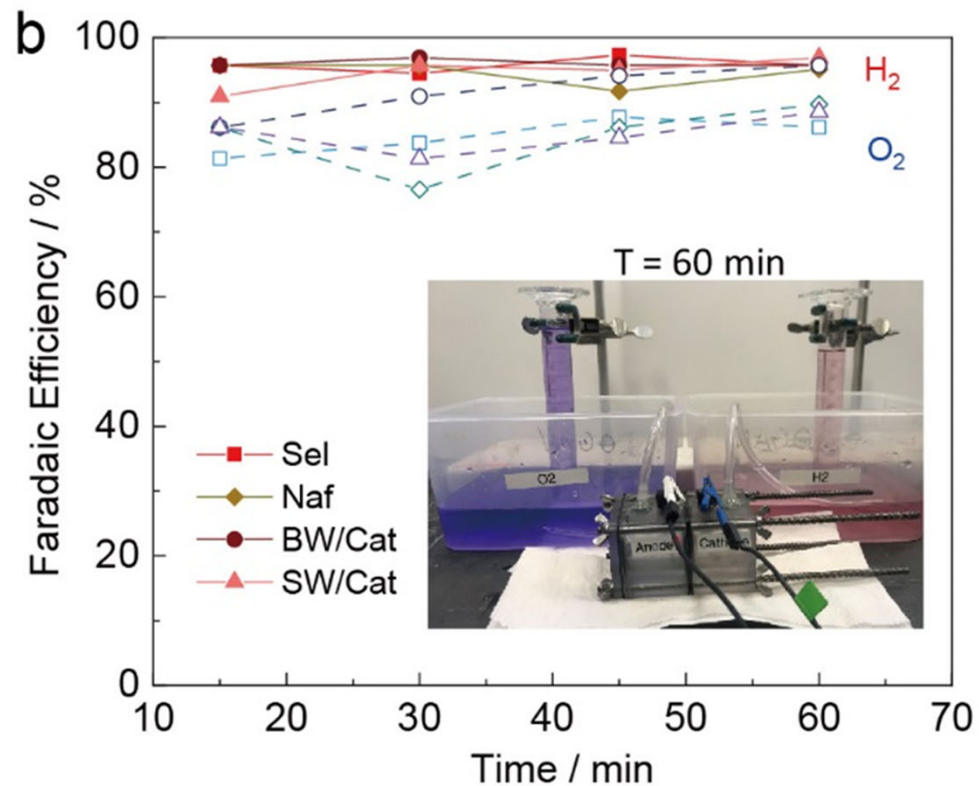 b
100
80
60
40
20
0
Faradaic Efficiency / %
H₂
O₂
T = 60 min
O2
H2
Anode
Sel
Naf
BW/Cat
SW/Cat
10 20 30 40 50 60 70
Time / min